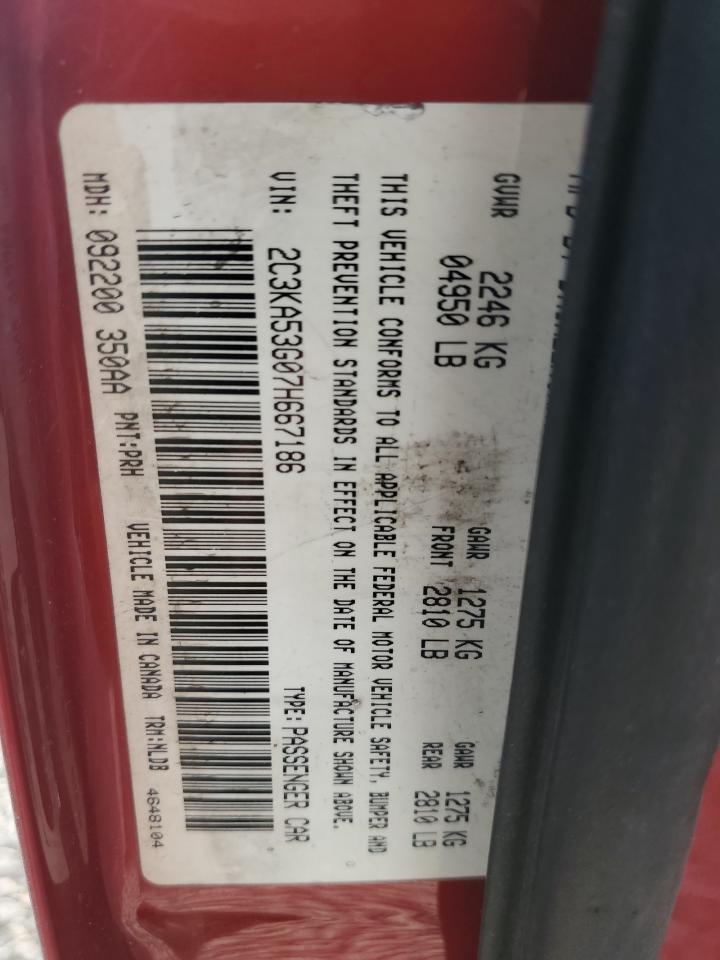 GVWR 2246 KG
04950 LB
GAWR FRONT 1275 KG
2810 LB
GAWR REAR 1275 KG
2810 LB
THIS VEHICLE CONFORMS TO ALL APPLICABLE FEDERAL MOTOR VEHICLE SAFETY, BUMPER AND
THEFT PREVENTION STANDARDS IN EFFECT ON THE DATE OF MANUFACTURE SHOWN ABOVE.
VIN: 2C3KA53G07H667186 TYPE: PASSENGER CAR
MDH: 092200 350AA PNT:PRH VEHICLE MADE IN CANADA TRM:NLDB 4648104